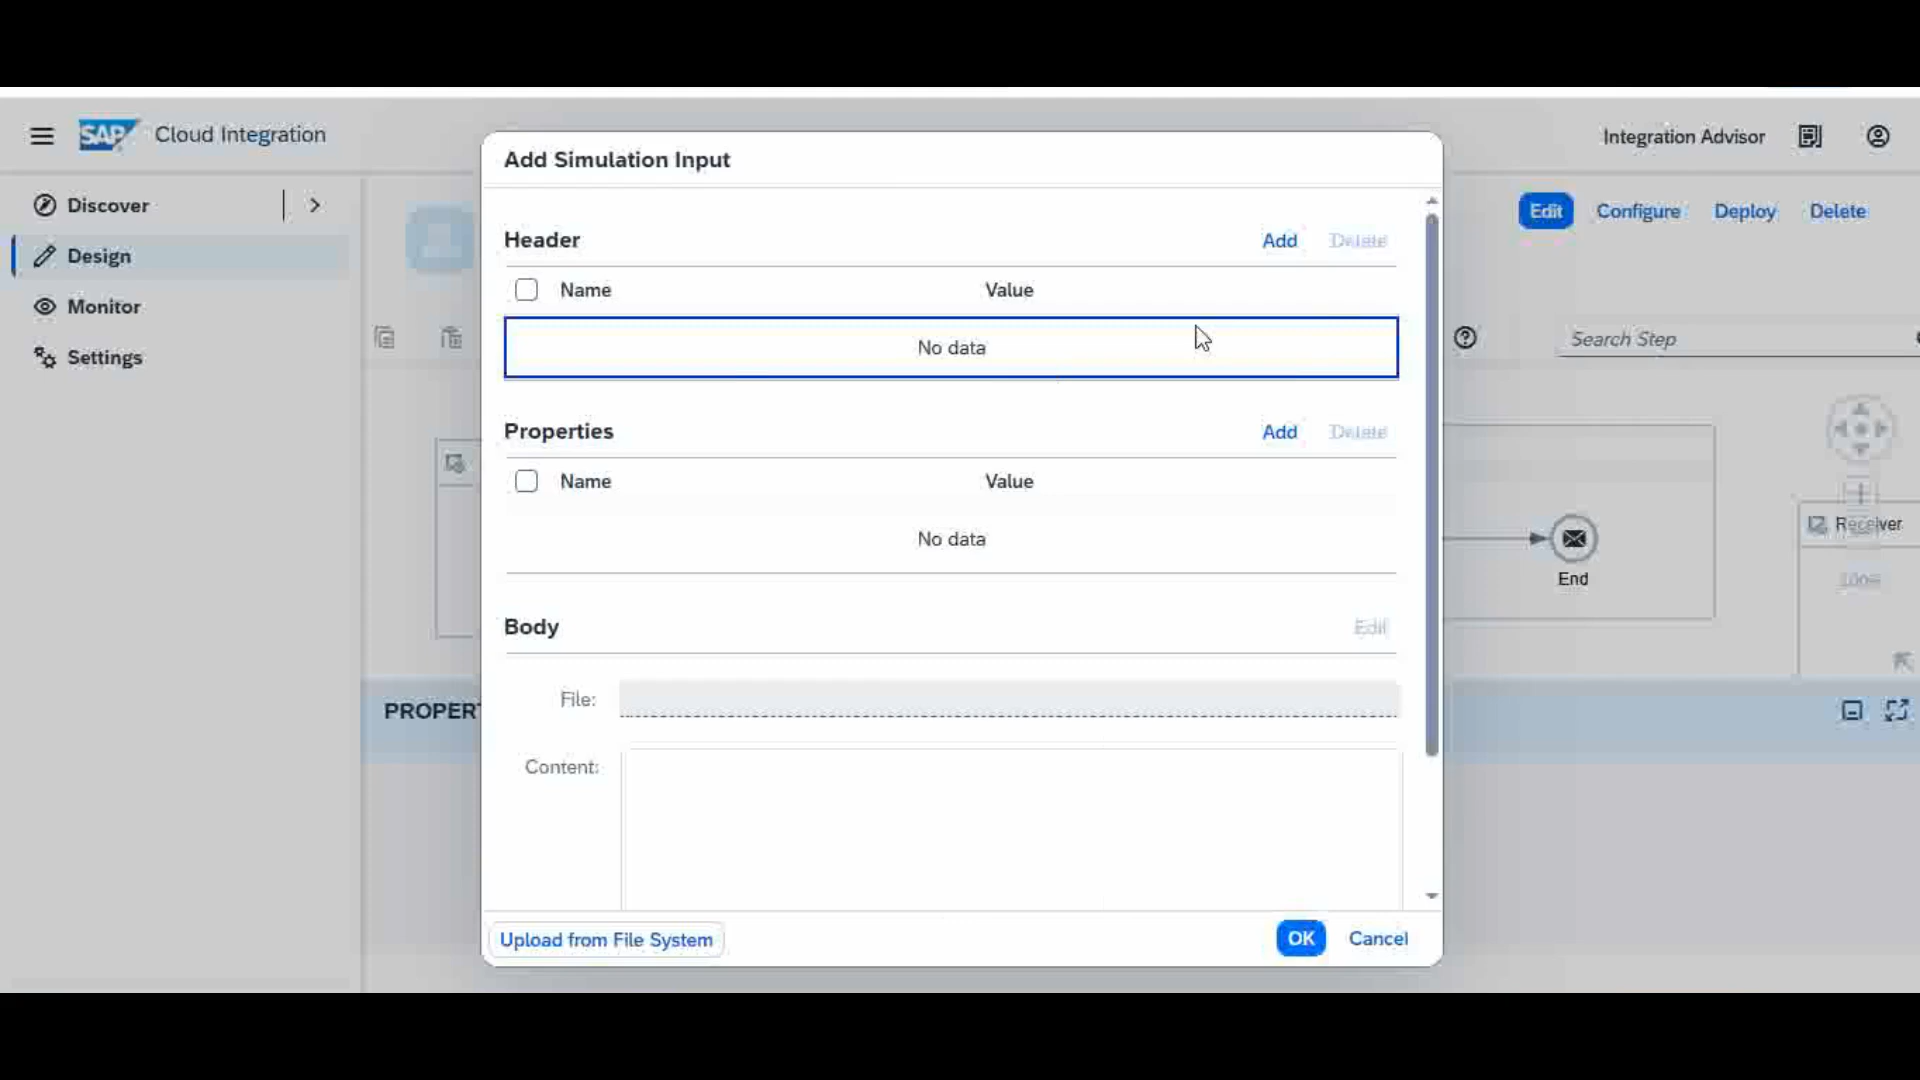 SAP Cloud Integration
Integration Advisor
Discover
Design
Monitor
Settings
Edit Configure Deploy Delete
Search Step
Add Simulation Input
Header Add Delete
Name Value
No data
Properties Add Delete
Name Value
No data
Body Edit
File:
Content:
Upload from File System
OK Cancel
End
Receiver
100%
PROPERT